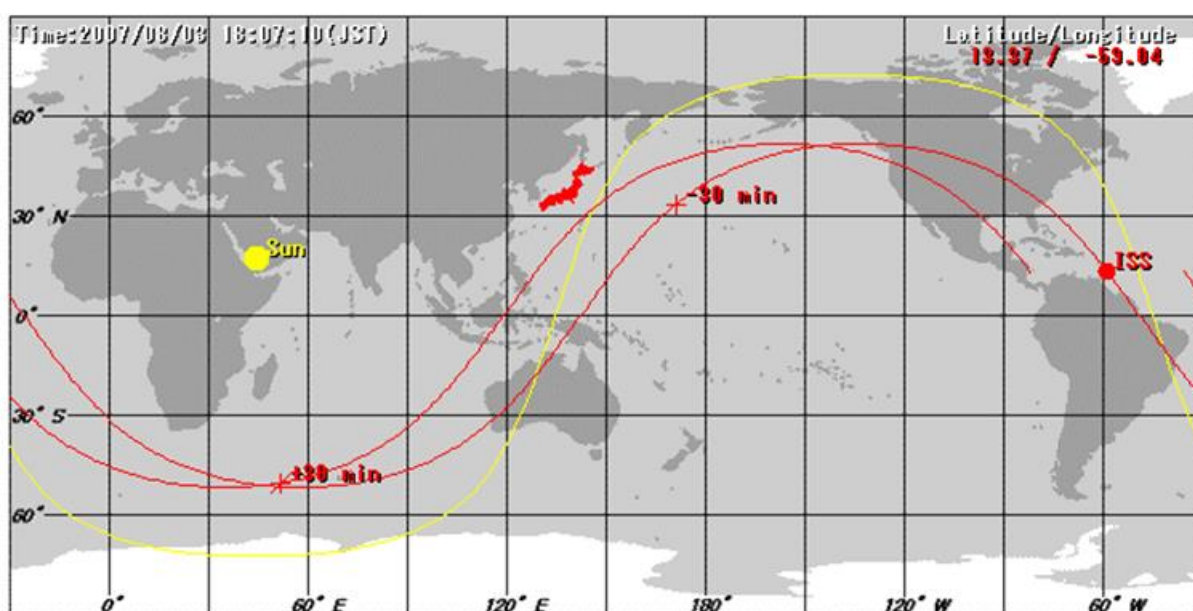 Time:2007/08/03 18:07:10(JST)
Latitude/Longitude
13.37 / -59.04
60° 
-30 min
30° N
Sun
ISS
0°
30° S
+30 min
60°
0° 60° E 120° E 180° 120° W 60° W